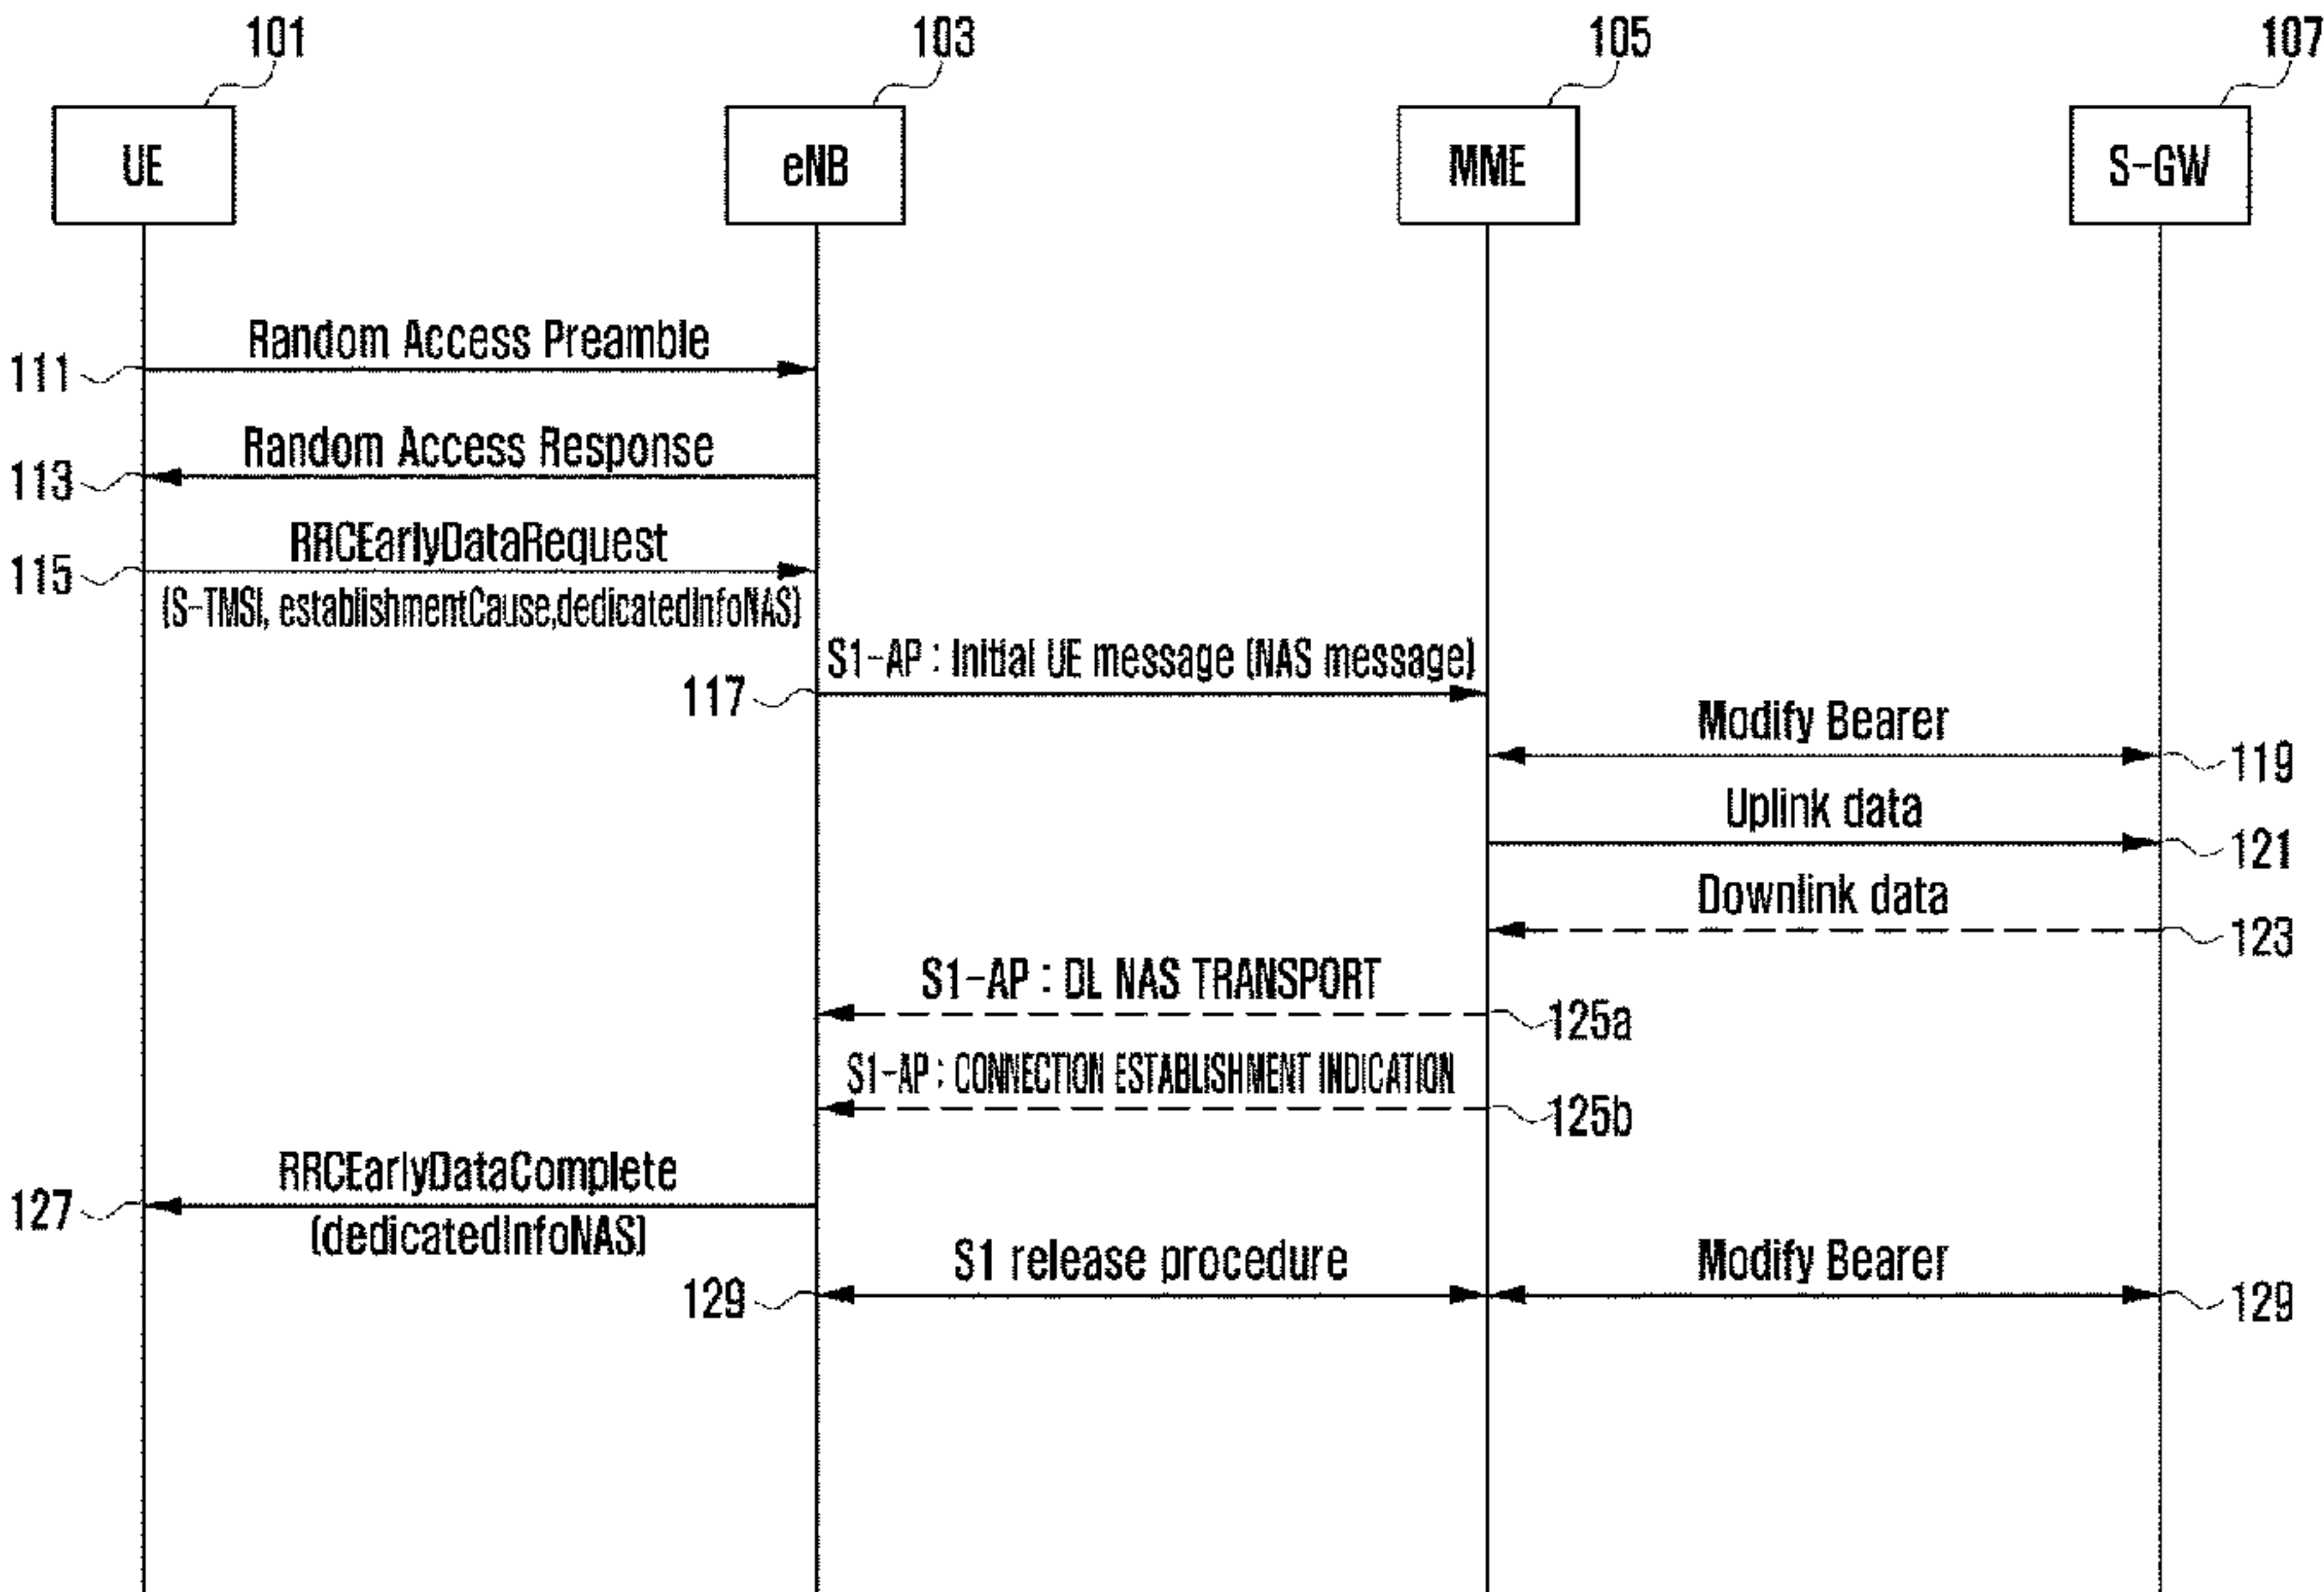 101 103 105 107
UE eNB MME S-GW
Random Access Preamble
111
Random Access Response
113
RRCEarlyDataRequest
115
(S-TMSI, establishmentCause,dedicatedInfoNAS)
S1-AP : Initial UE message (NAS message)
117
Modify Bearer
119
Uplink data
121
Downlink data
123
S1-AP : DL NAS TRANSPORT
125a
S1-AP : CONNECTION ESTABLISHMENT INDICATION
125b
RRCEarlyDataComplete
127
(dedicatedInfoNAS)
S1 release procedure Modify Bearer
129 129